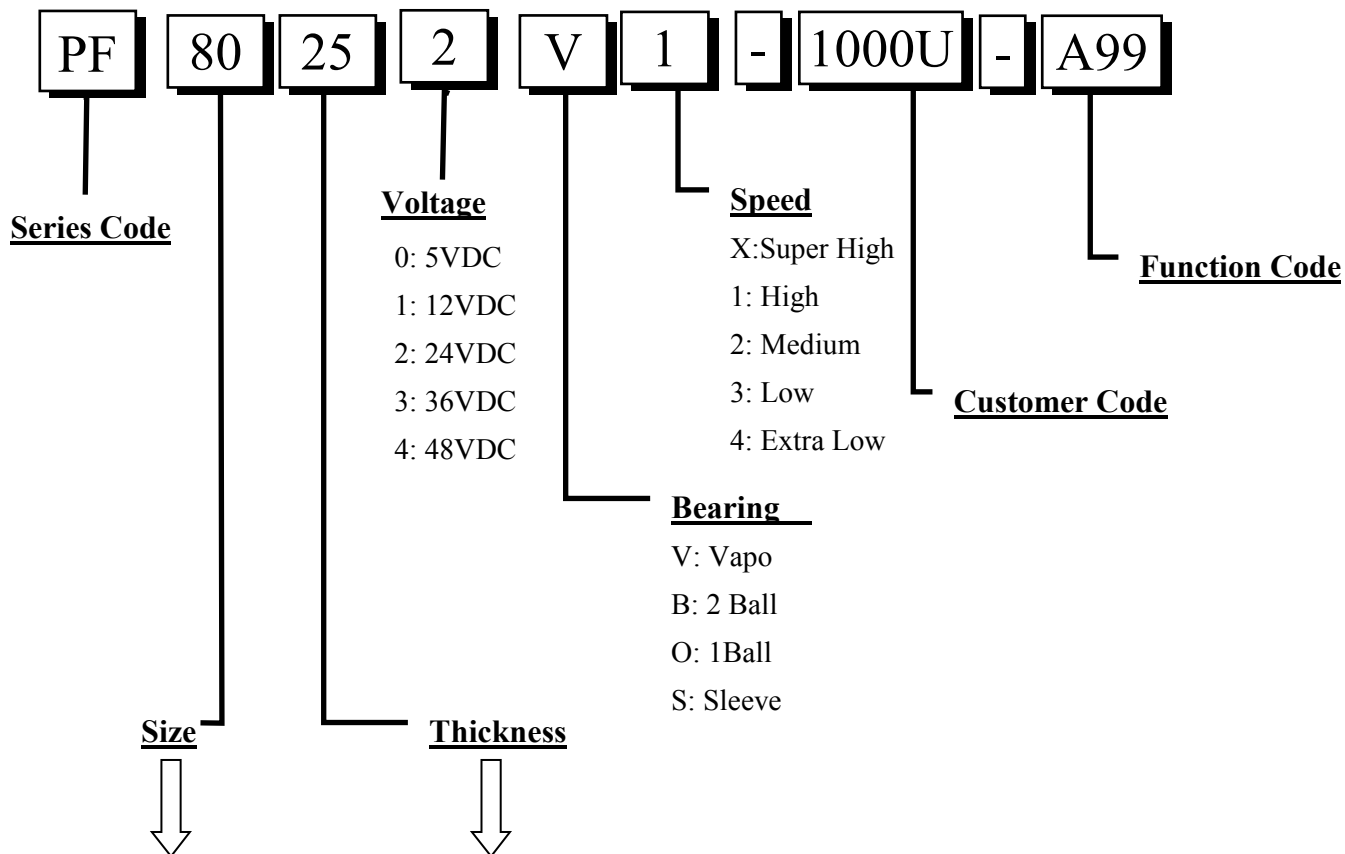 PF 80 25 2 V 1 - 1000U - A99
Series Code
Voltage
0: 5VDC
1: 12VDC
2: 24VDC
3: 36VDC
4: 48VDC
Speed
X:Super High
1: High
2: Medium
3: Low
4: Extra Low
Function Code
Customer Code
Bearing
V: Vapo
B: 2 Ball
O: 1Ball
S: Sleeve
Size
Thickness